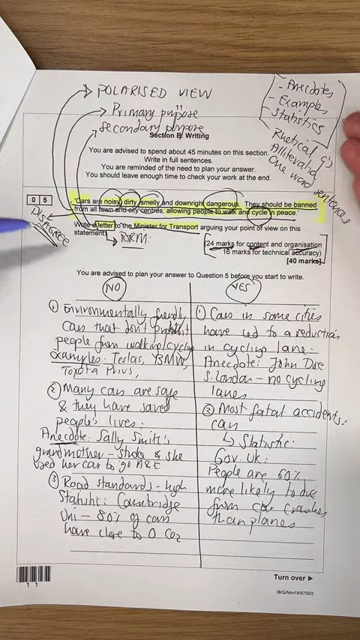 POLARISED VIEW
Primary purpose
Secondary purpose
- Anecdotes
- Examples
- Statistics
Rhetical Q's
Alliteration
One word sentences
Section B: Writing
You are advised to spend about 45 minutes on this section.
Write in full sentences.
You are reminded of the need to plan your answer.
You should leave enough time to check your work at the end.
0 5
'Cars are noisy, dirty, smelly and downright dangerous. They should be banned
from all town and city centres, allowing people to walk and cycle in peace.'
DISAGREE
Write a letter to the Minister for Transport arguing your point of view on this
statement.
(24 marks for content and organisation
16 marks for technical accuracy)
[40 marks]
You are advised to plan your answer to Question 5 before you start to write.
NO
① Environmentally friendly
Cars that don't
people from walking/cycling
Examples: Teslas, BMW,
Toyota Prius,
② Many cars are safe
& they have saved
people's lives:
Anecdote: Sally Smith's
grandmother - stroke & she
used her car to go A&E
③ Road standards - high
Statistic:
Uni - 80% of cars
have close to 0 CO2
YES
① Cars in some cities
have led to a reduction
in cycling lane:
Anecdote: John Doe
- no cycling
lanes
② Most fatal accidents:
cars
↳ Statistic:
Gov.uk:
People are 60%
more likely to die
from car crashes
than planes
Turn over ►
IB/G/Nov18/8700/2